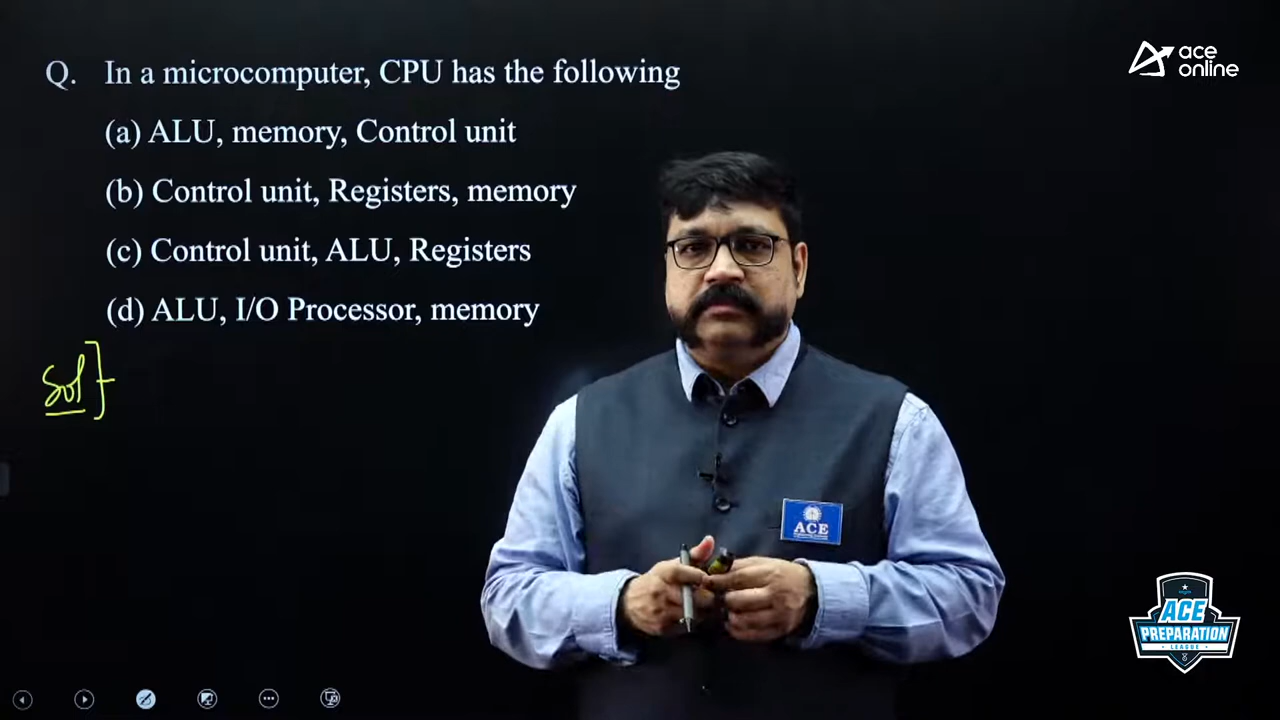 Q. In a microcomputer, CPU has the following
(a) ALU, memory, Control unit
(b) Control unit, Registers, memory
(c) Control unit, ALU, Registers
(d) ALU, I/O Processor, memory
Sol}
ace
online
ACE
ACE
PREPARATION
LEAGUE